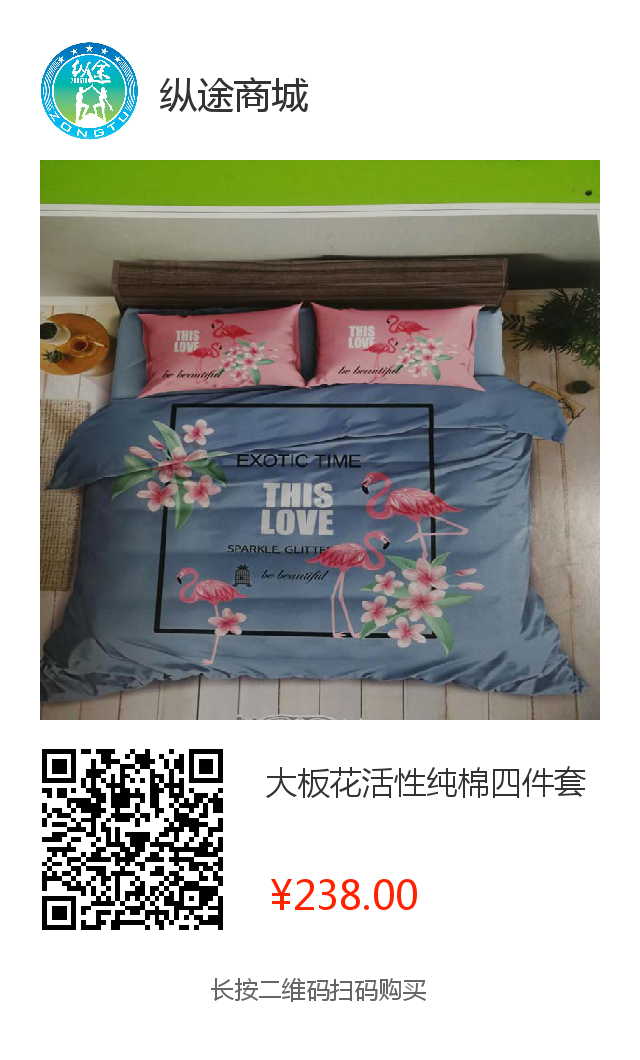 纵途
ZONGTU
ZONGTU
纵途商城
THIS
LOVE
be beautiful
THIS
LOVE
be beautiful
EXOTIC TIME
THIS
LOVE
SPARKLE, GLITTE
be beautiful
大板花活性纯棉四件套
¥238.00
长按二维码扫码购买